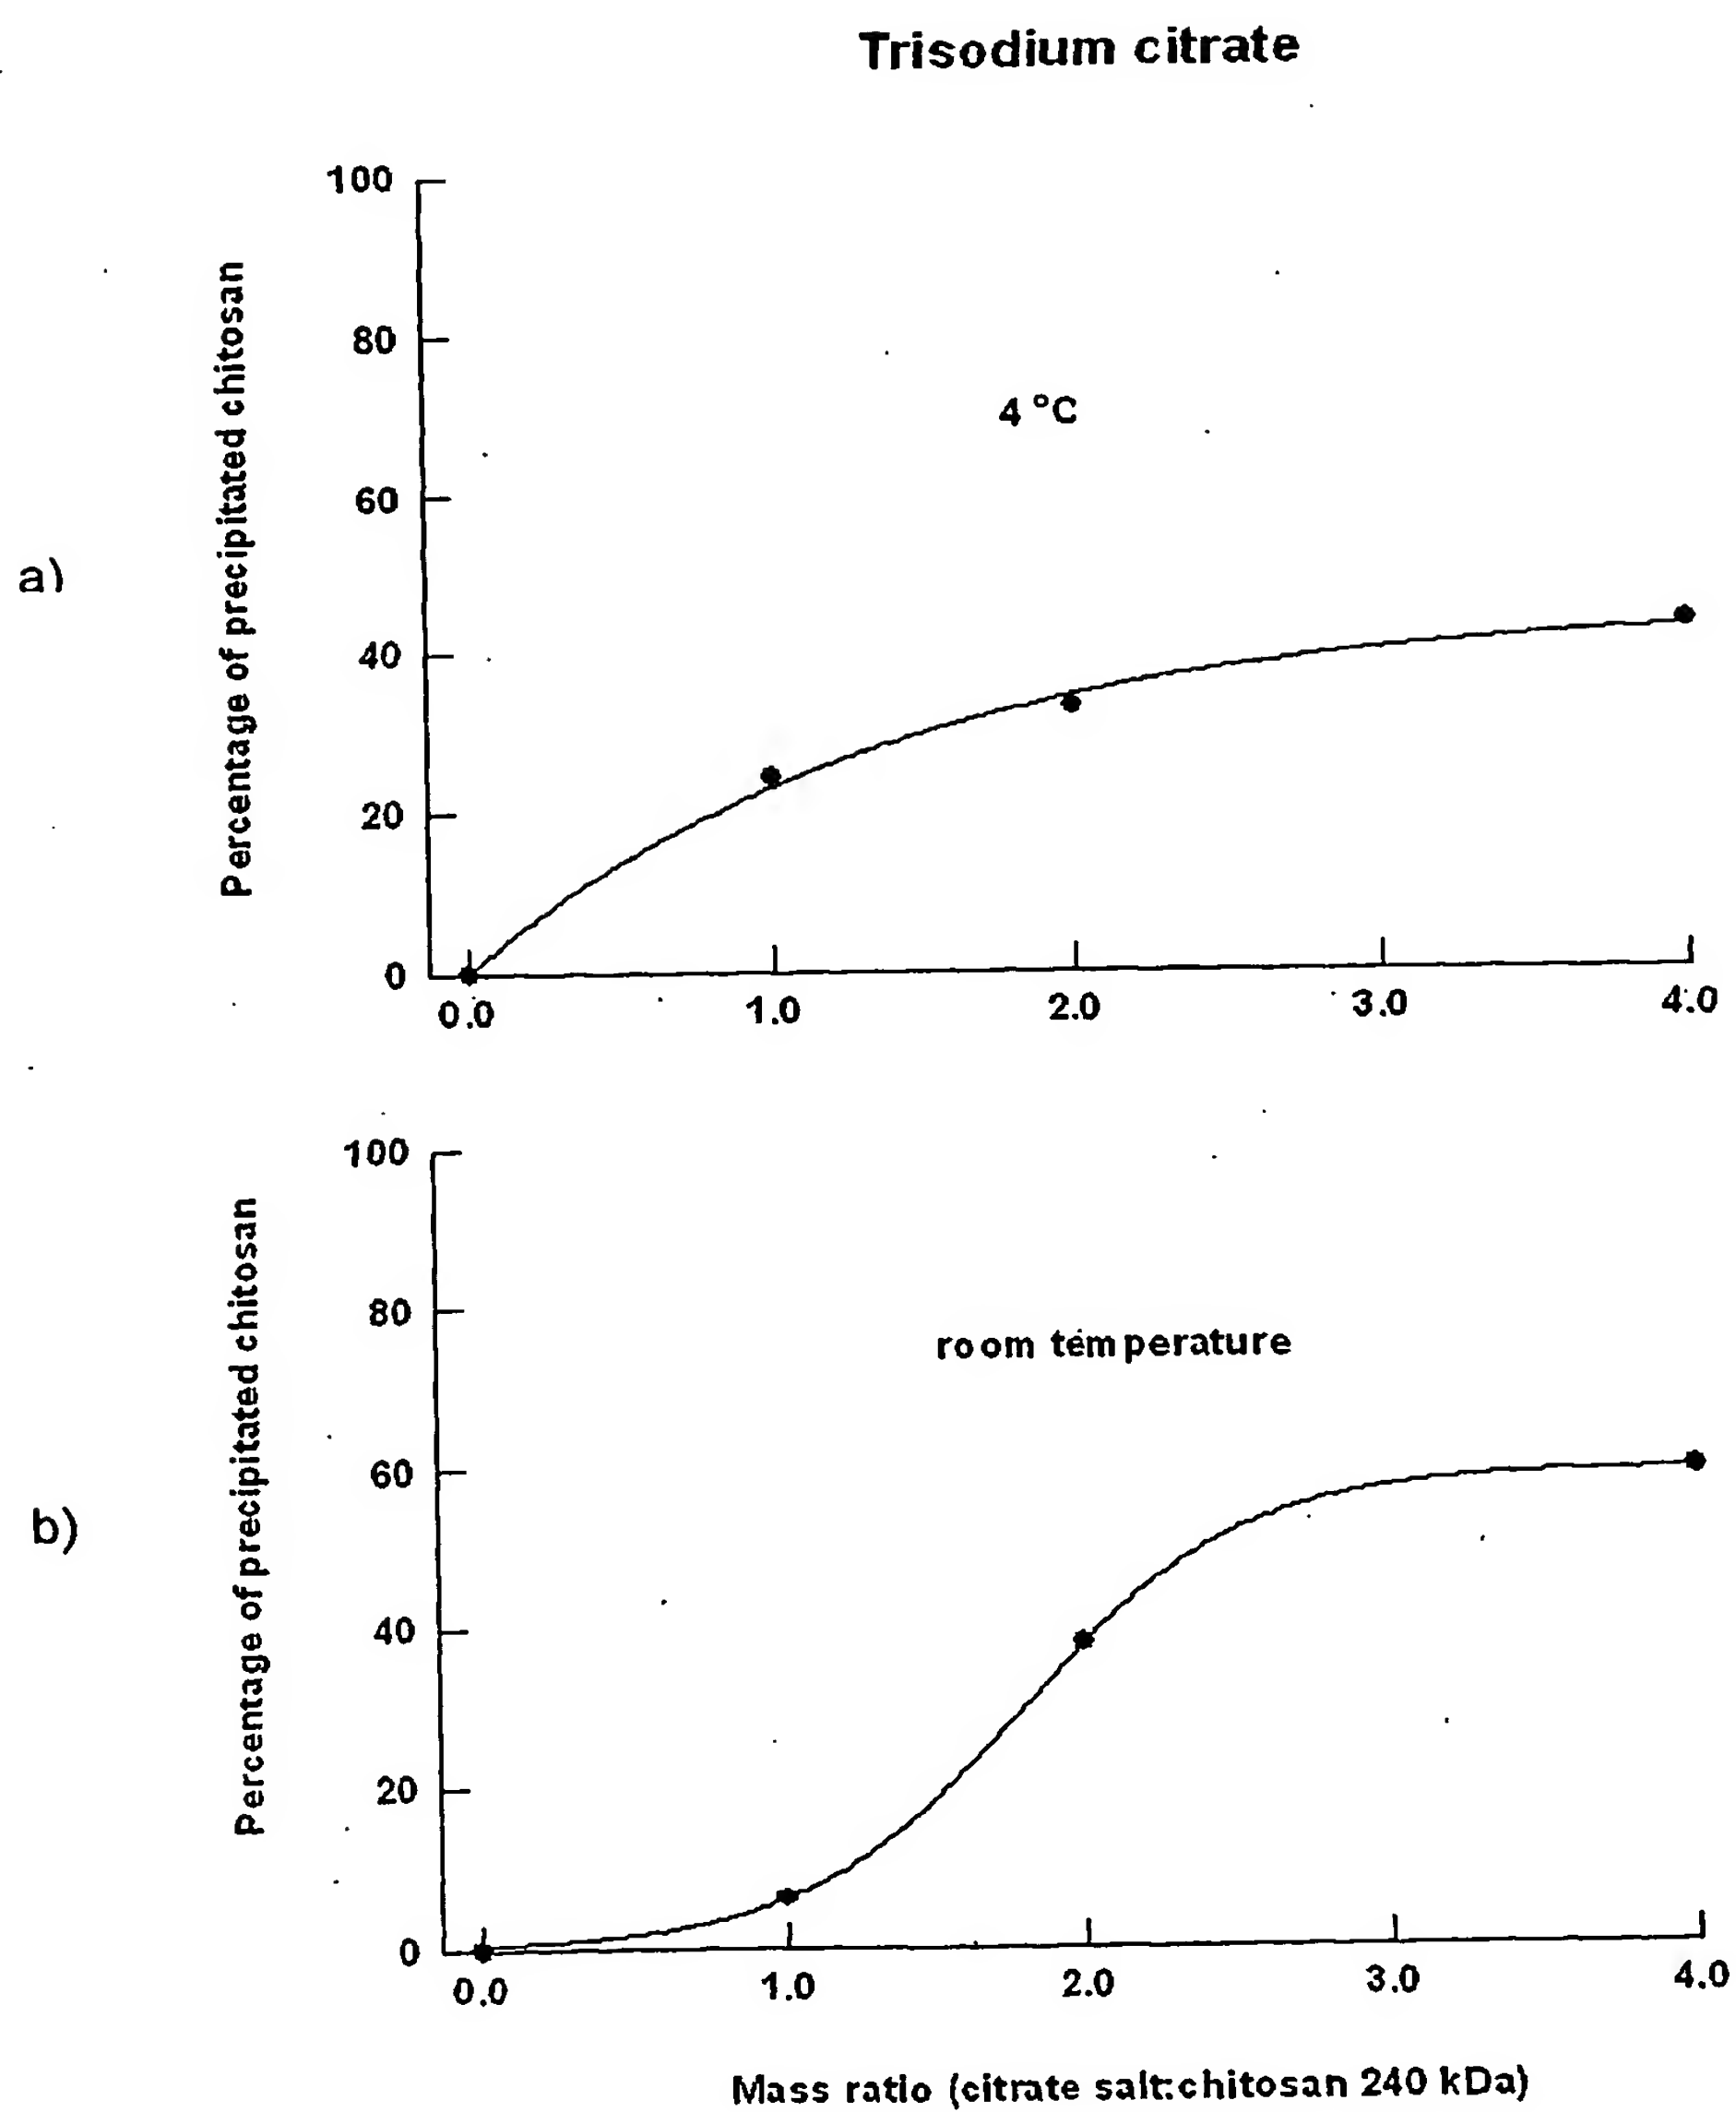 Trisodium citrate
a)
Percentage of precipitated chitosan
100
80
60
40
20
0
4 °C
0.0 1.0 2.0 3.0 4.0
b)
Percentage of precipitated chitosan
100
80
60
40
20
0
room temperature
0.0 1.0 2.0 3.0 4.0
Mass ratio (citrate salt:chitosan 240 kDa)